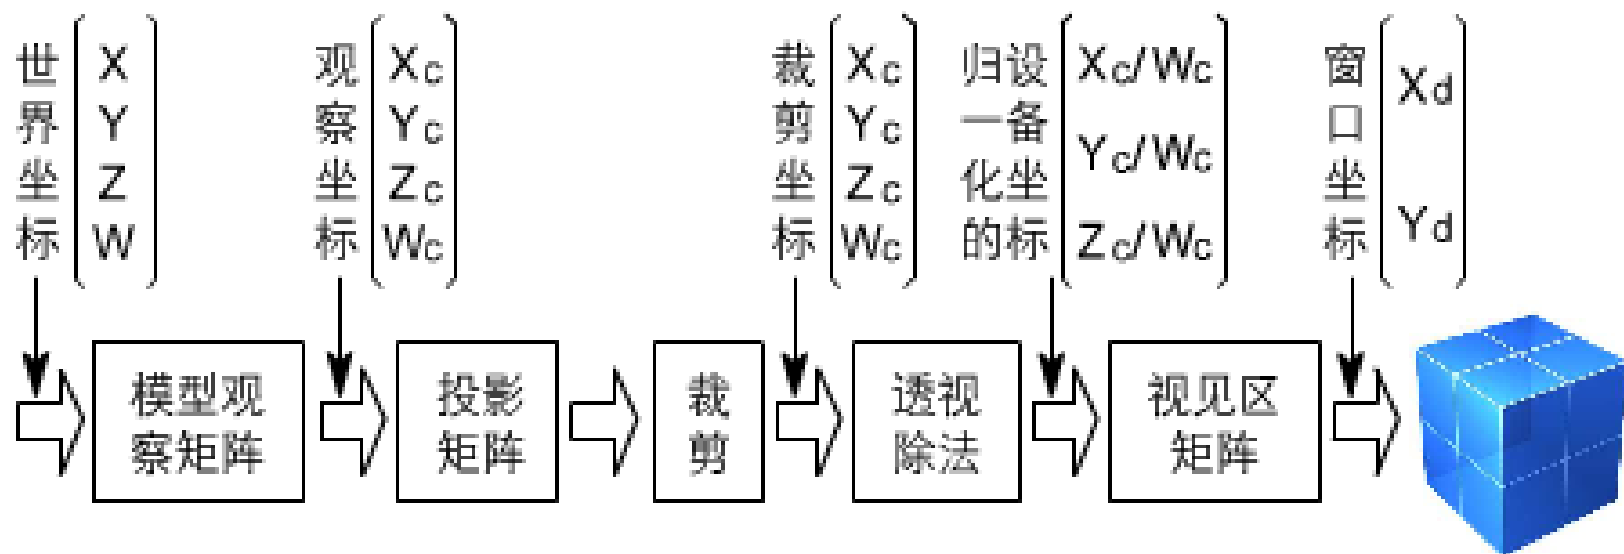 世界坐标
X
Y
Z
W
观察坐标
Xc
Yc
Zc
Wc
裁剪坐标
Xc
Yc
Zc
Wc
归一化的
设备坐标
Xc/Wc
Yc/Wc
Zc/Wc
窗口坐标
Xd
Yd
模型观
察矩阵
投影
矩阵
裁
剪
透视
除法
视见区
矩阵